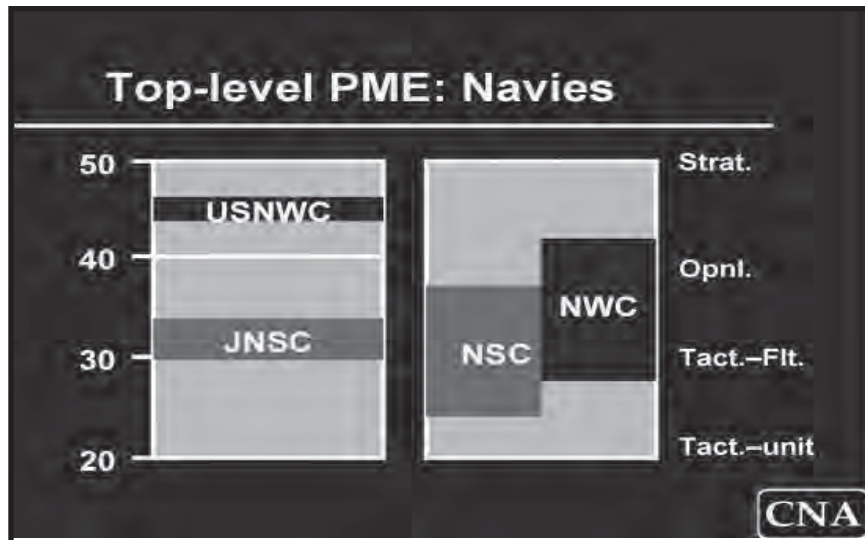 Top-level PME: Navies
50
40
30
20
USNWC
JNSC
NSC
NWC
Strat.
Opnl.
Tact.–Flt.
Tact.–unit
CNA